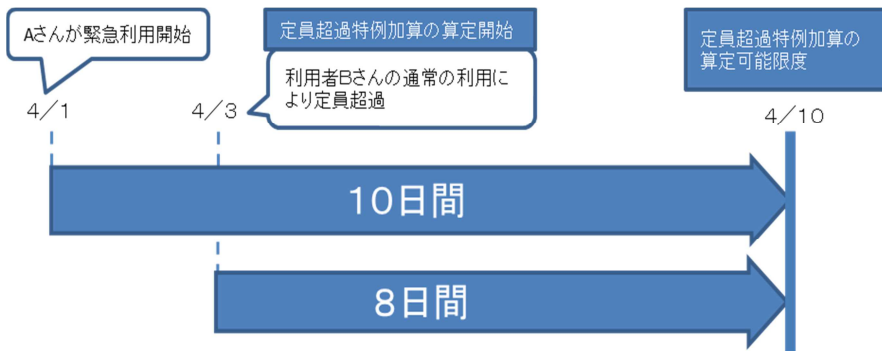 Aさんが緊急利用開始
定員超過特例加算の算定開始
利用者Bさんの通常の利用に
より定員超過
定員超過特例加算の
算定可能限度
4/1
4/3
4/10
10日間
8日間